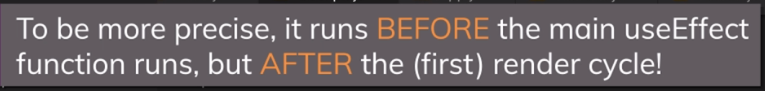 To be more precise, it runs BEFORE the main useEffect
function runs, but AFTER the (first) render cycle!